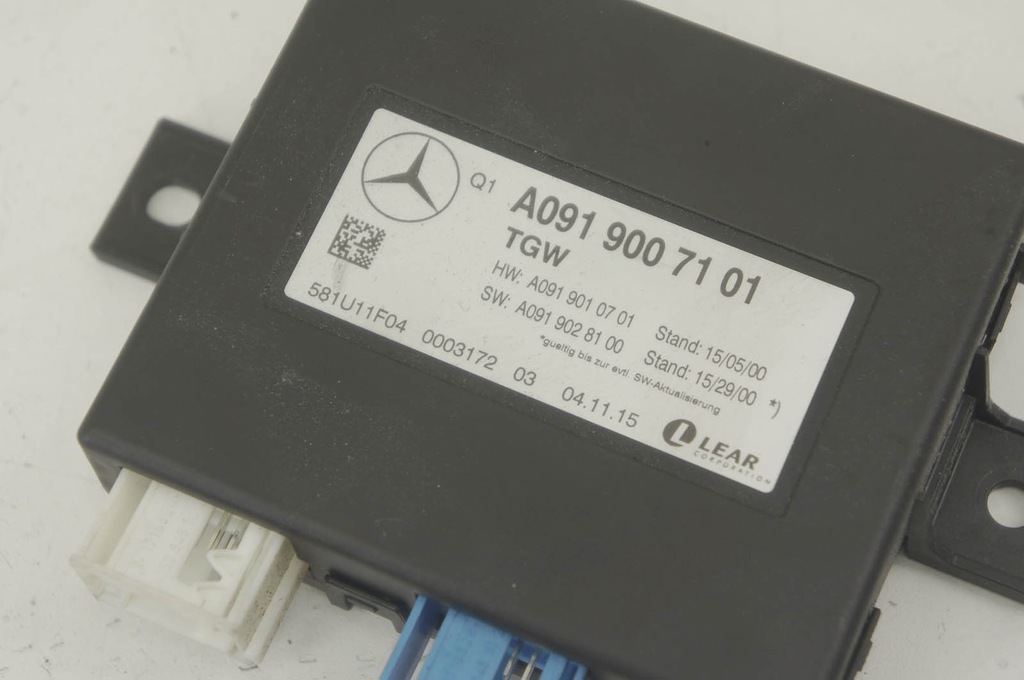 Q1 A091 900 71 01
TGW
HW: A091 901 07 01 Stand: 15/05/00
SW: A091 902 81 00 Stand: 15/29/00 *)
*gueltig bis zur evtl. SW-Aktualisierung
581U11F04 0003172 03 04.11.15
LEAR
CORPORATION